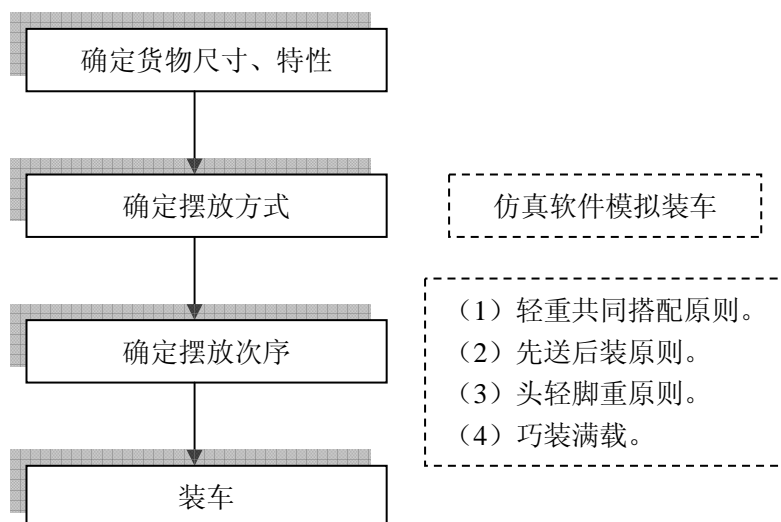 确定货物尺寸、特性
确定摆放方式
仿真软件模拟装车
确定摆放次序
（1）轻重共同搭配原则。
（2）先送后装原则。
（3）头轻脚重原则。
（4）巧装满载。
装车